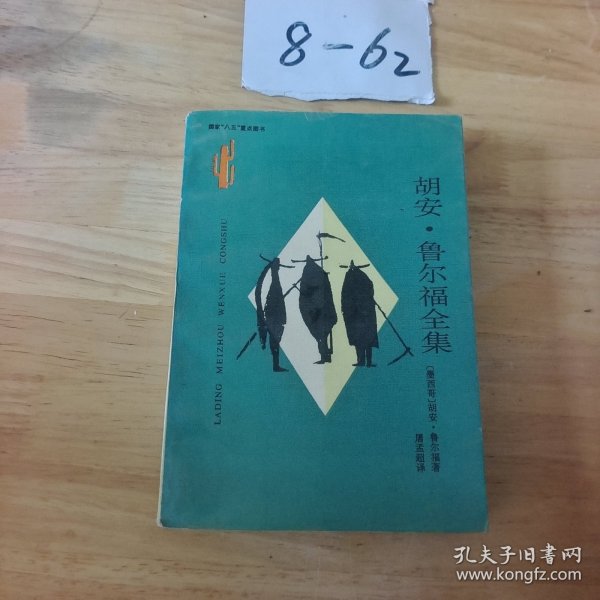 8-62
国家"八五"重点图书
胡安·鲁尔福全集
〔墨西哥〕胡安·鲁尔福著
屠孟超译
LADING MEIZHOU WENXUE CONGSHU
孔夫子旧书网
www.kongfz.com